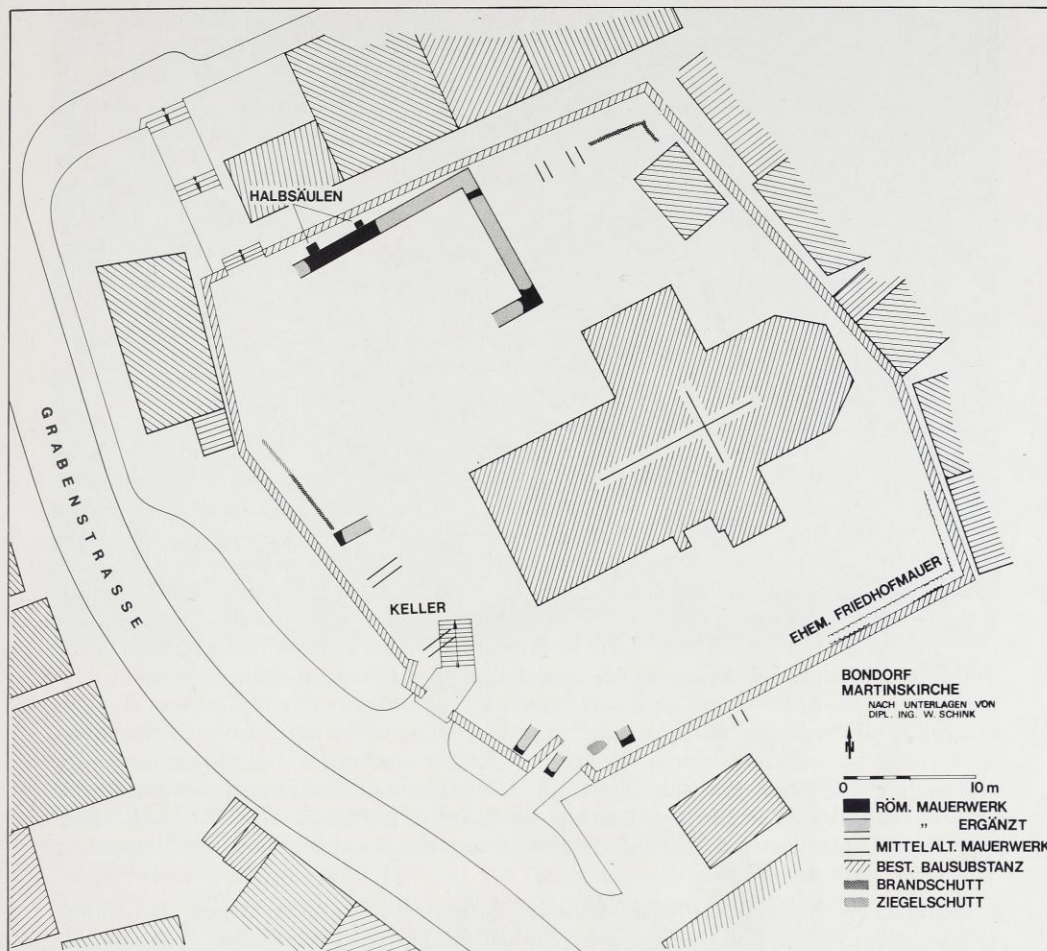 HALBSÄULEN
GRABENSTRASSE
KELLER
EHEM. FRIEDHOFMAUER
BONDORF
MARTINSKIRCHE
NACH UNTERLAGEN VON
DIPL. ING. W. SCHINK
N
0 10 m
RÖM. MAUERWERK
„ ERGÄNZT
MITTELALT. MAUERWERK
BEST. BAUSUBSTANZ
BRANDSCHUTT
ZIEGELSCHUTT